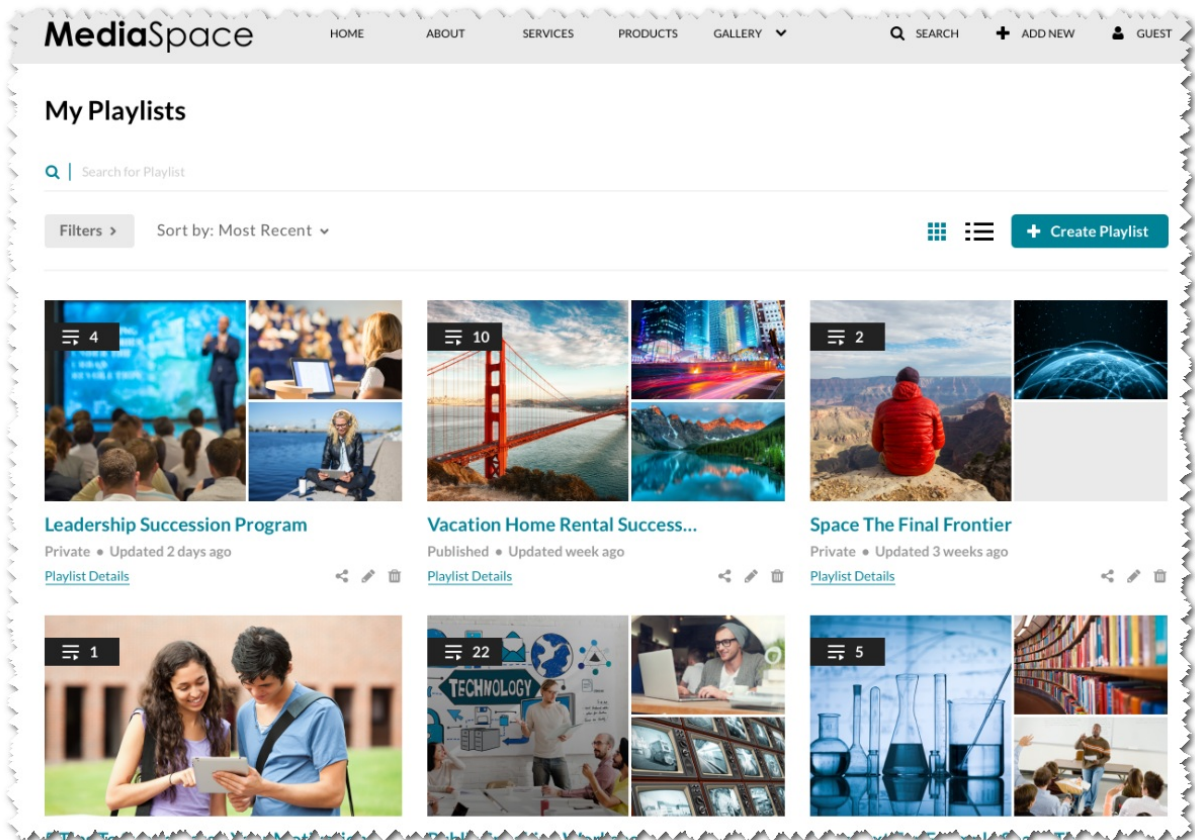 MediaSpace HOME ABOUT SERVICES PRODUCTS GALLERY SEARCH ADD NEW GUEST
My Playlists
Search for Playlist
Filters > Sort by: Most Recent Create Playlist
4 10 2
Leadership Succession Program
Private • Updated 2 days ago
Playlist Details
Vacation Home Rental Success...
Published • Updated week ago
Playlist Details
Space The Final Frontier
Private • Updated 3 weeks ago
Playlist Details
1 22 5
TECHNOLOGY